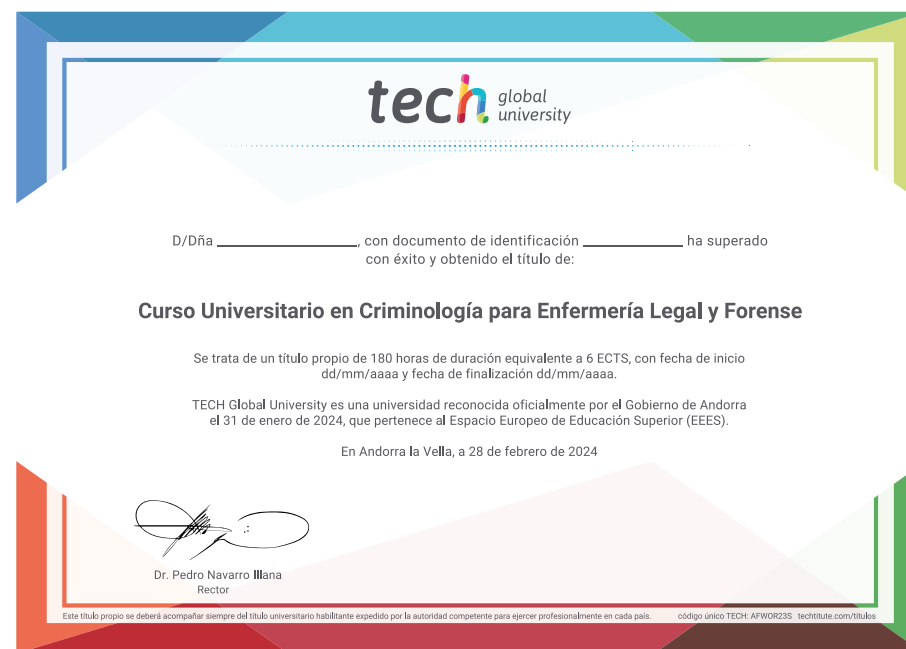 tech global university
D/Dña ____________________, con documento de identificación ______________ ha superado
con éxito y obtenido el título de:
Curso Universitario en Criminología para Enfermería Legal y Forense
Se trata de un título propio de 180 horas de duración equivalente a 6 ECTS, con fecha de inicio
dd/mm/aaaa y fecha de finalización dd/mm/aaaa.
TECH Global University es una universidad reconocida oficialmente por el Gobierno de Andorra
el 31 de enero de 2024, que pertenece al Espacio Europeo de Educación Superior (EEES).
En Andorra la Vella, a 28 de febrero de 2024
Dr. Pedro Navarro Illana
Rector
Este título propio se deberá acompañar siempre del título universitario habilitante expedido por la autoridad competente para ejercer profesionalmente en cada país. código único TECH: AFWOR23S techtitute.com/titulos